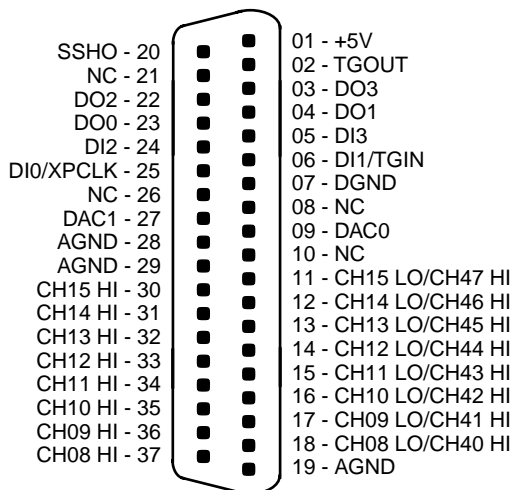 SSHO - 20
NC - 21
DO2 - 22
DO0 - 23
DI2 - 24
DI0/XPCLK - 25
NC - 26
DAC1 - 27
AGND - 28
AGND - 29
CH15 HI - 30
CH14 HI - 31
CH13 HI - 32
CH12 HI - 33
CH11 HI - 34
CH10 HI - 35
CH09 HI - 36
CH08 HI - 37
01 - +5V
02 - TGOUT
03 - DO3
04 - DO1
05 - DI3
06 - DI1/TGIN
07 - DGND
08 - NC
09 - DAC0
10 - NC
11 - CH15 LO/CH47 HI
12 - CH14 LO/CH46 HI
13 - CH13 LO/CH45 HI
14 - CH12 LO/CH44 HI
15 - CH11 LO/CH43 HI
16 - CH10 LO/CH42 HI
17 - CH09 LO/CH41 HI
18 - CH08 LO/CH40 HI
19 - AGND